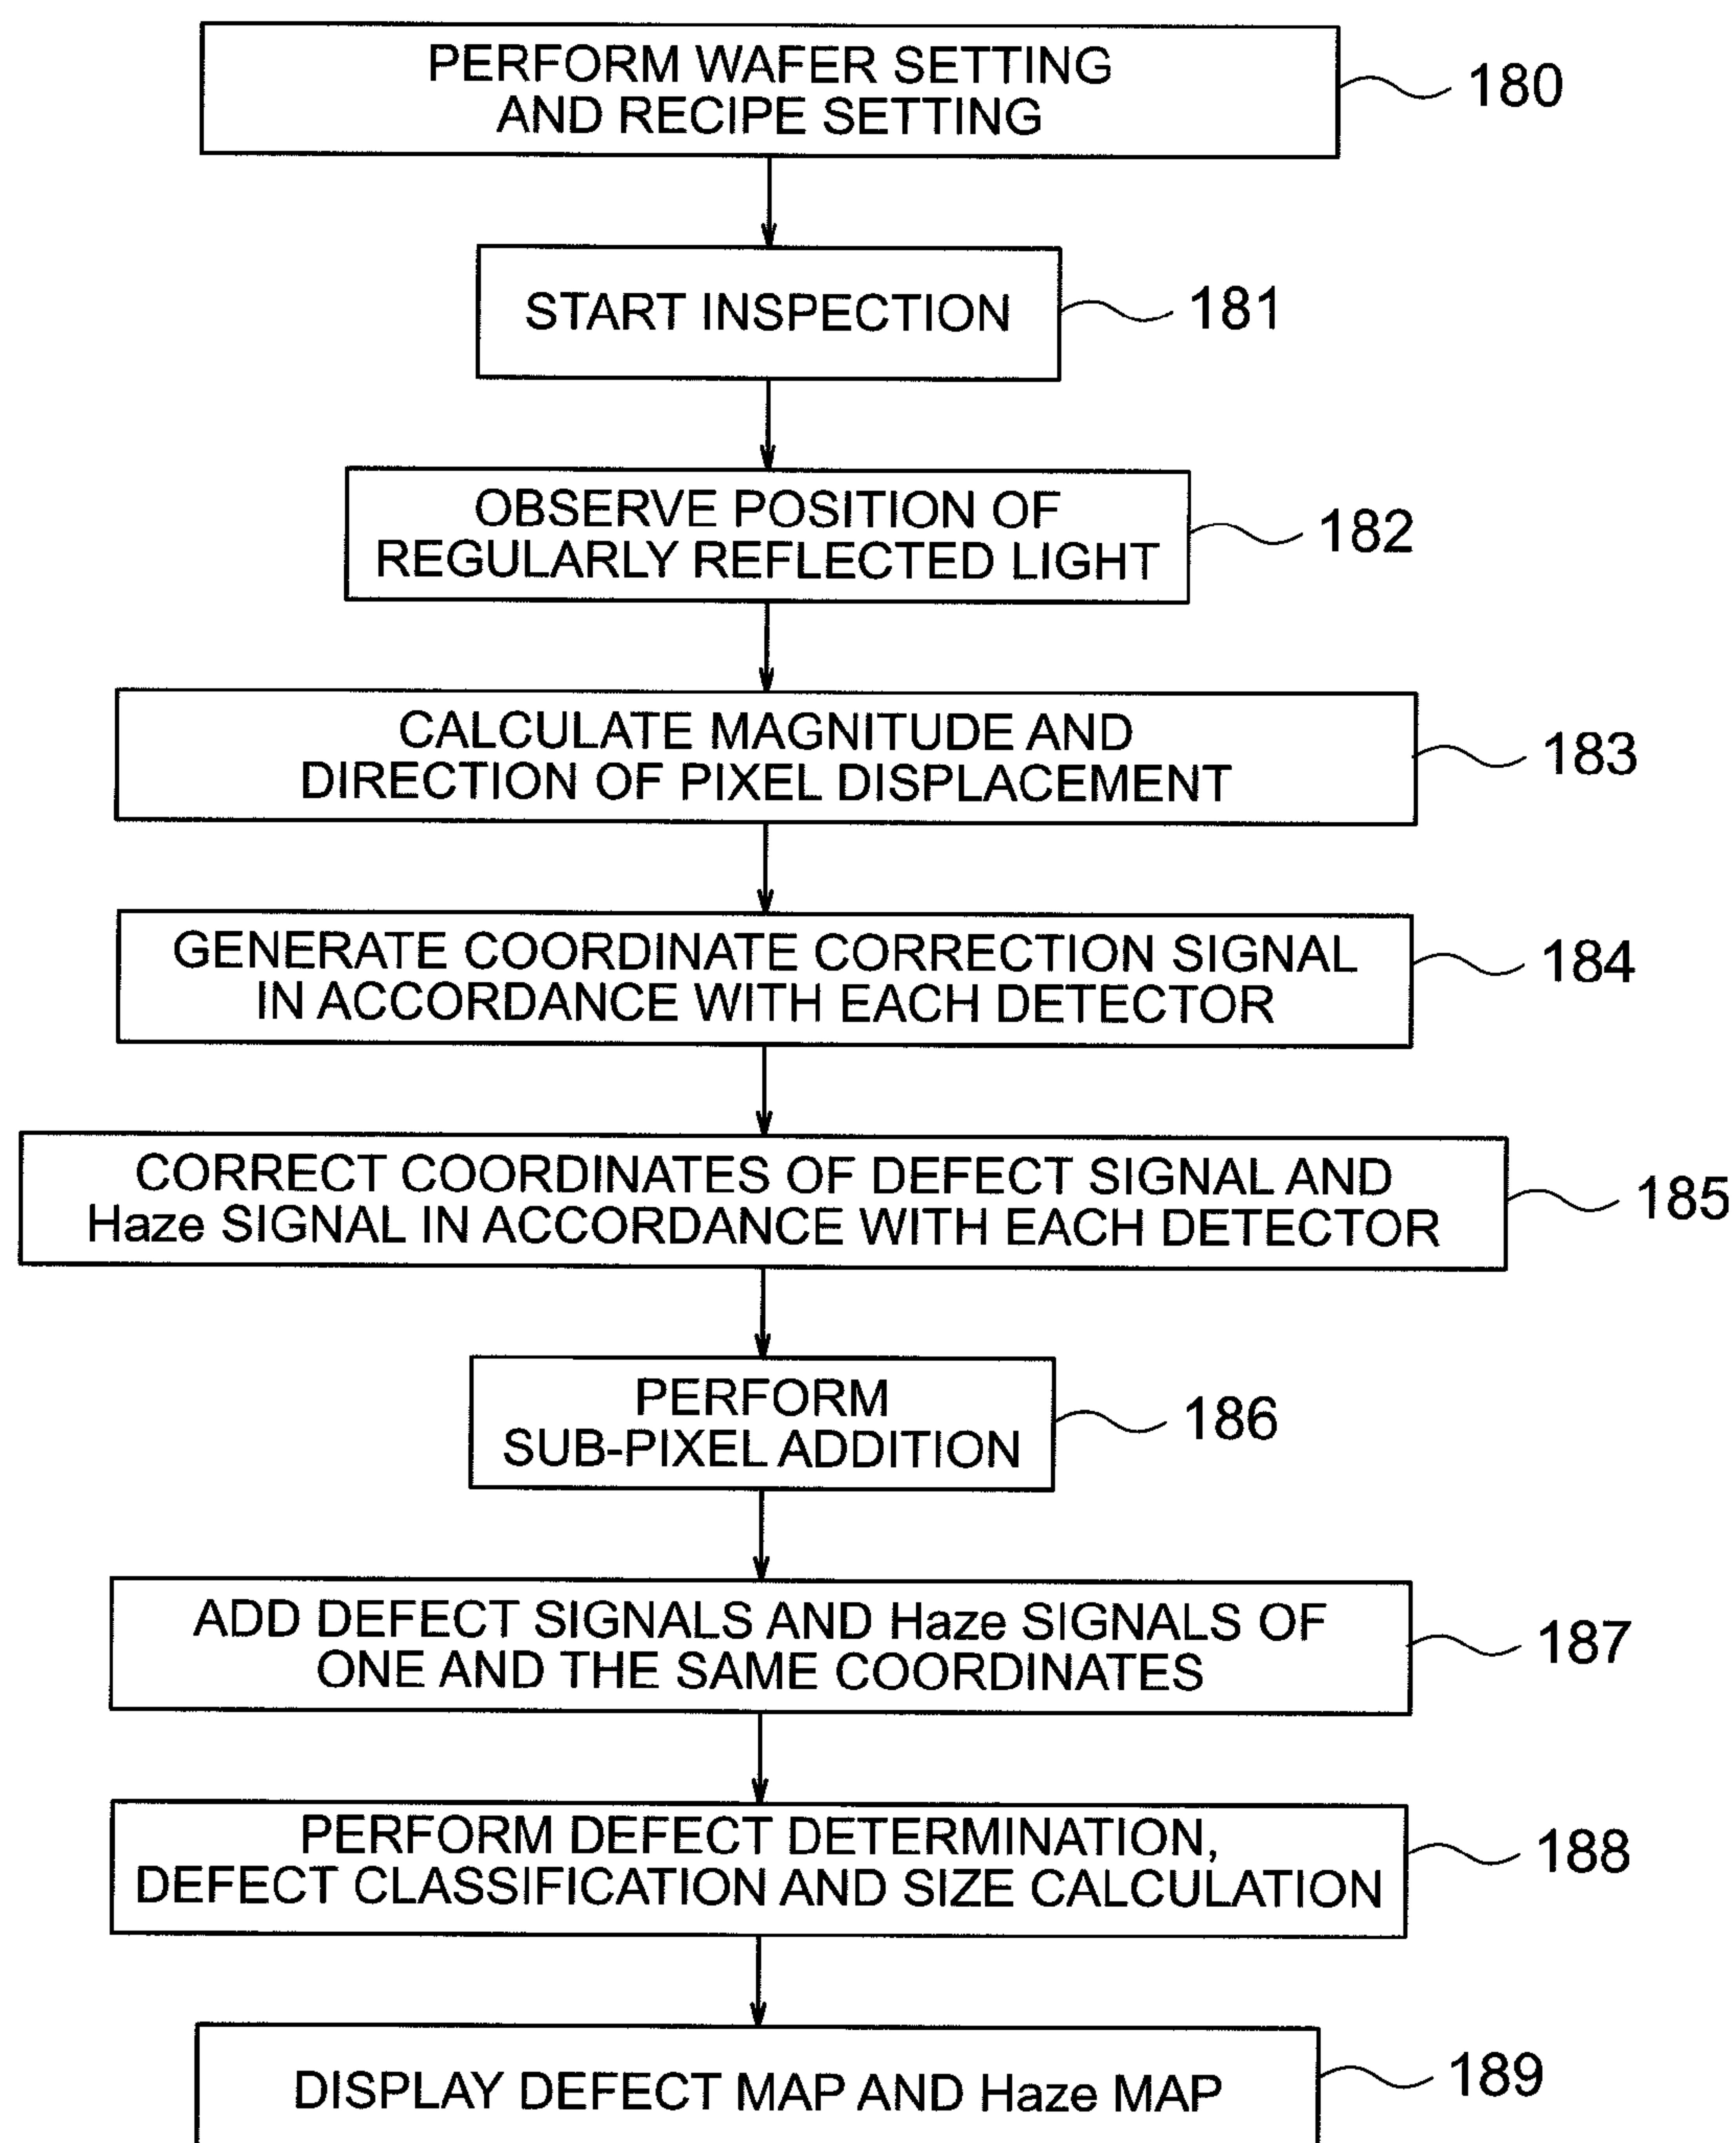 PERFORM WAFER SETTING
AND RECIPE SETTING
180
START INSPECTION
181
OBSERVE POSITION OF
REGULARLY REFLECTED LIGHT
182
CALCULATE MAGNITUDE AND
DIRECTION OF PIXEL DISPLACEMENT
183
GENERATE COORDINATE CORRECTION SIGNAL
IN ACCORDANCE WITH EACH DETECTOR
184
CORRECT COORDINATES OF DEFECT SIGNAL AND
Haze SIGNAL IN ACCORDANCE WITH EACH DETECTOR
185
PERFORM
SUB-PIXEL ADDITION
186
ADD DEFECT SIGNALS AND Haze SIGNALS OF
ONE AND THE SAME COORDINATES
187
PERFORM DEFECT DETERMINATION,
DEFECT CLASSIFICATION AND SIZE CALCULATION
188
DISPLAY DEFECT MAP AND Haze MAP
189